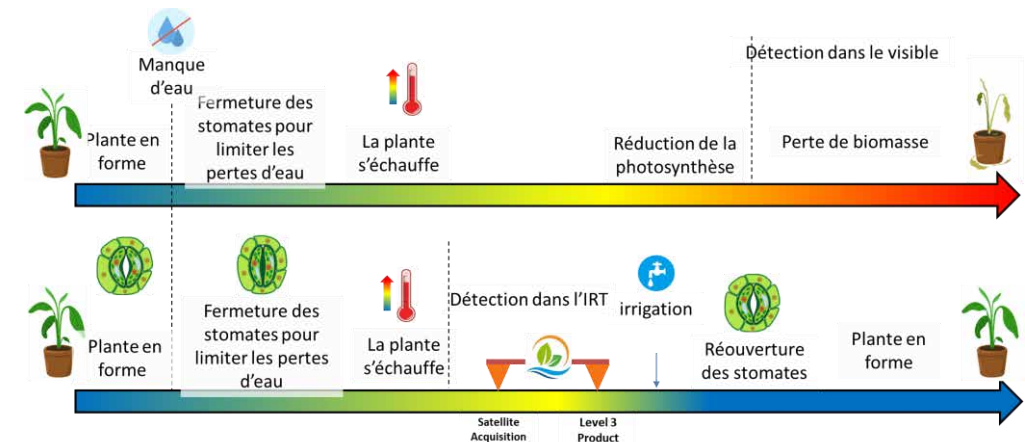 Manque
d'eau
Détection dans le visible
Plante en
forme
Fermeture des
stomates pour
limiter les
pertes d'eau
La plante
s'échauffe
Réduction de la
photosynthèse
Perte de biomasse
Plante en
forme
Fermeture des
stomates pour
limiter les pertes
d'eau
La plante
s'échauffe
Détection dans l'IRT
irrigation
Réouverture
des stomates
Plante en
forme
Satellite
Acquisition
Level 3
Product